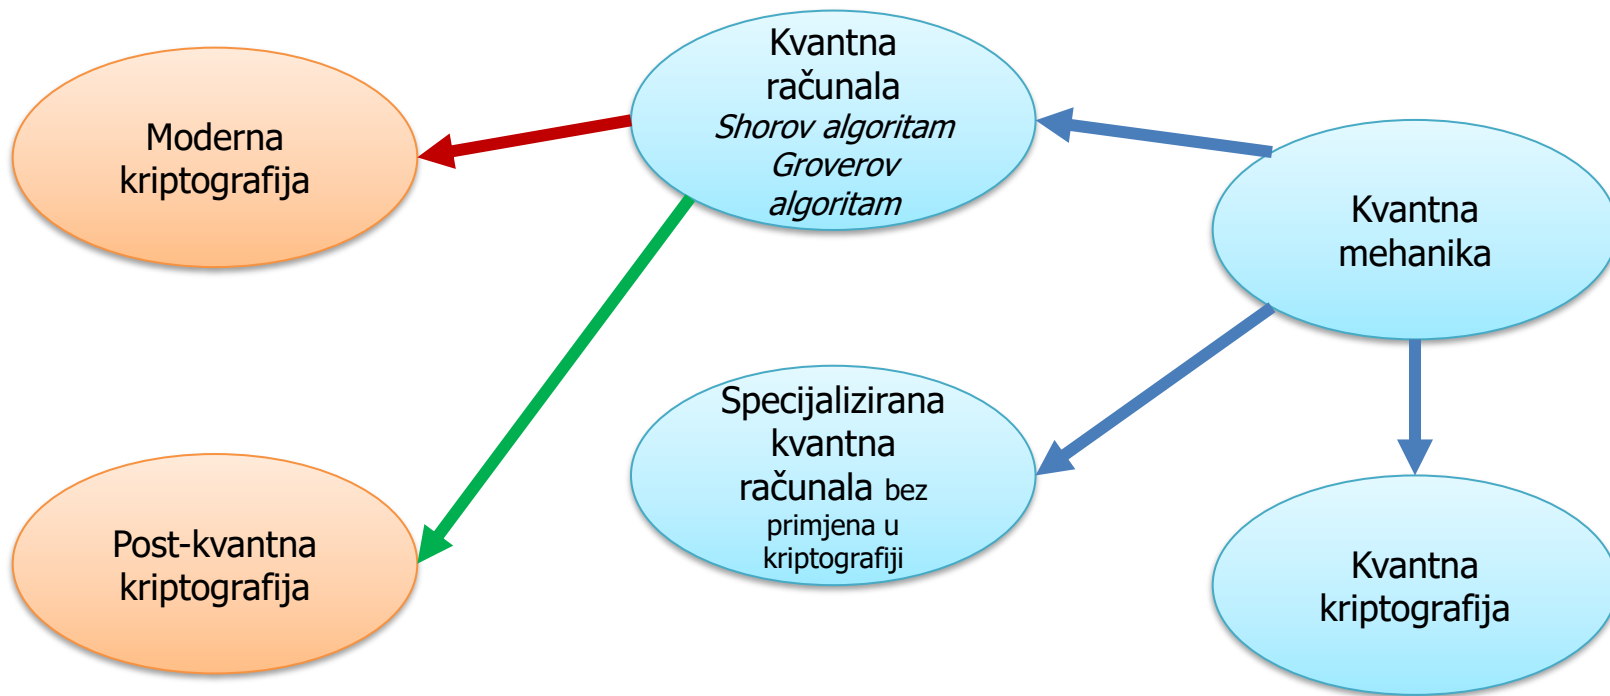 Moderna
kriptografija
Kvantna
računala
Shorov algoritam
Groverov
algoritam
Kvantna
mehanika
Post-kvantna
kriptografija
Specijalizirana
kvantna
računala bez
primjena u
kriptografiji
Kvantna
kriptografija